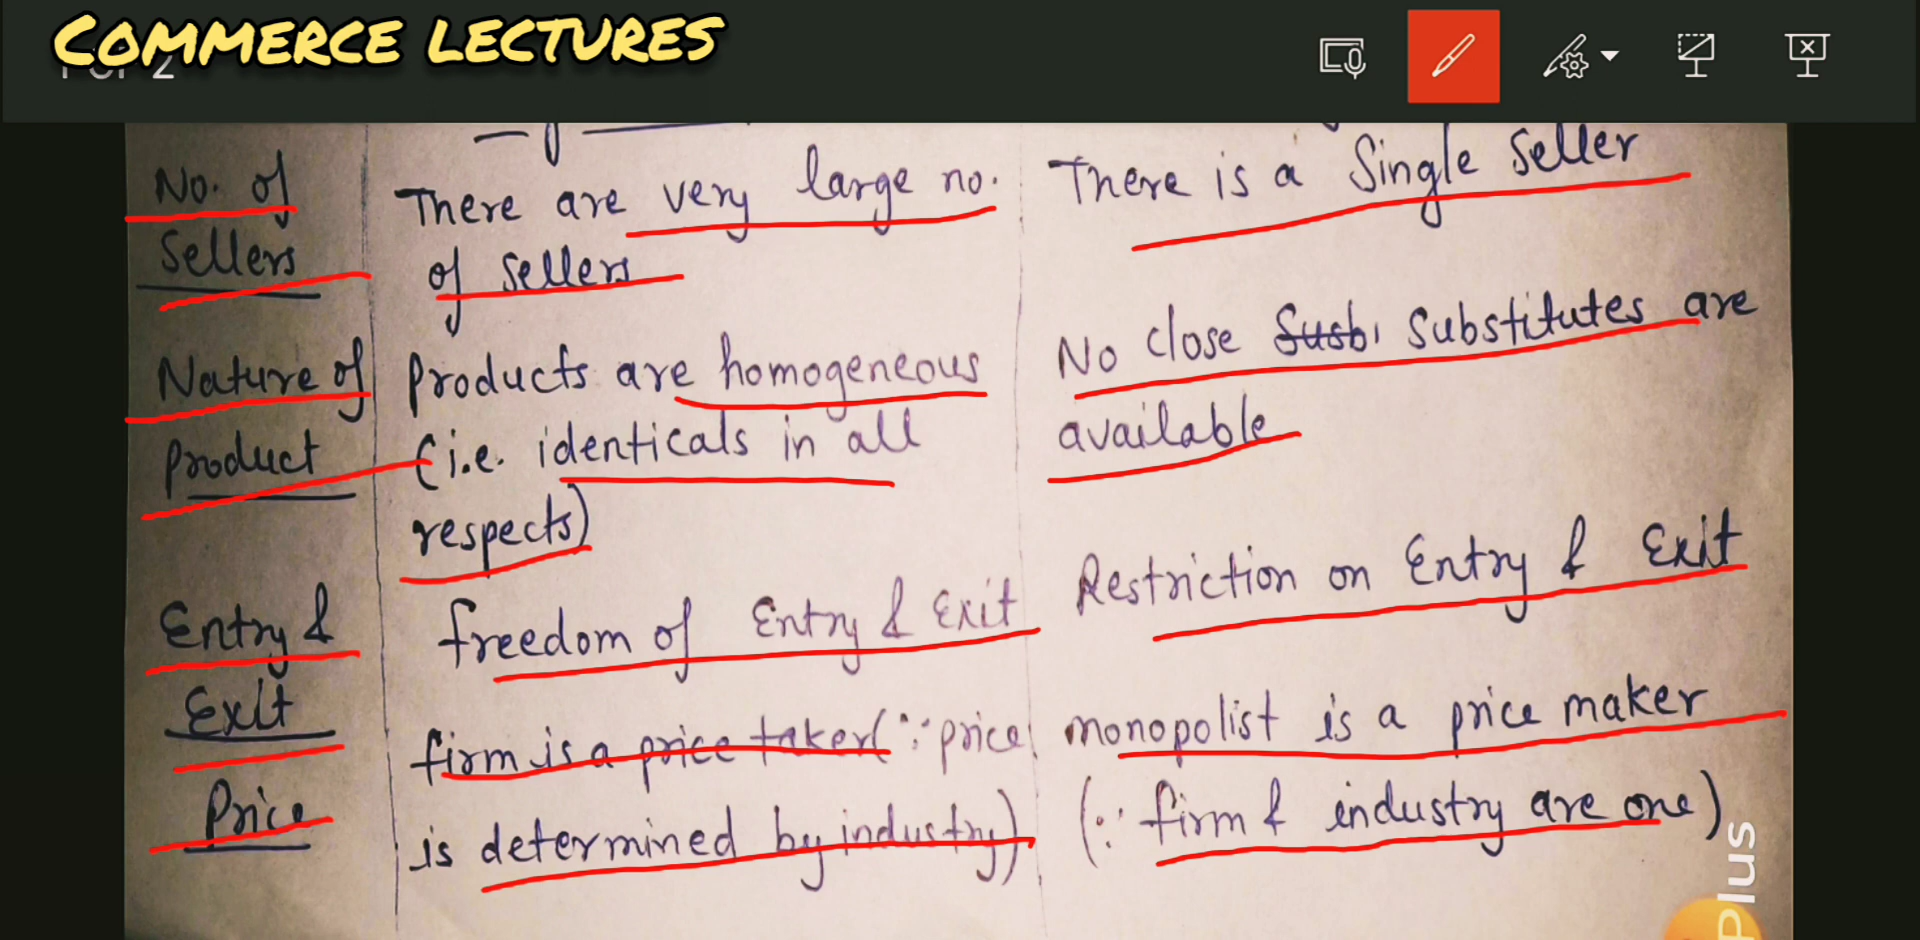 COMMERCE LECTURES
No. of
Sellers
There are very large no.
of sellers
There is a Single Seller
Nature of
Product
Products are homogeneous
(i.e. identicals in all
respects)
No close Susb. Substitutes are
available
Entry &
Exit
freedom of Entry & Exit
Restriction on Entry & Exit
Price
firm is a price taker (∵ price
is determined by industry)
monopolist is a price maker
(∵ firm & industry are one)
Plus